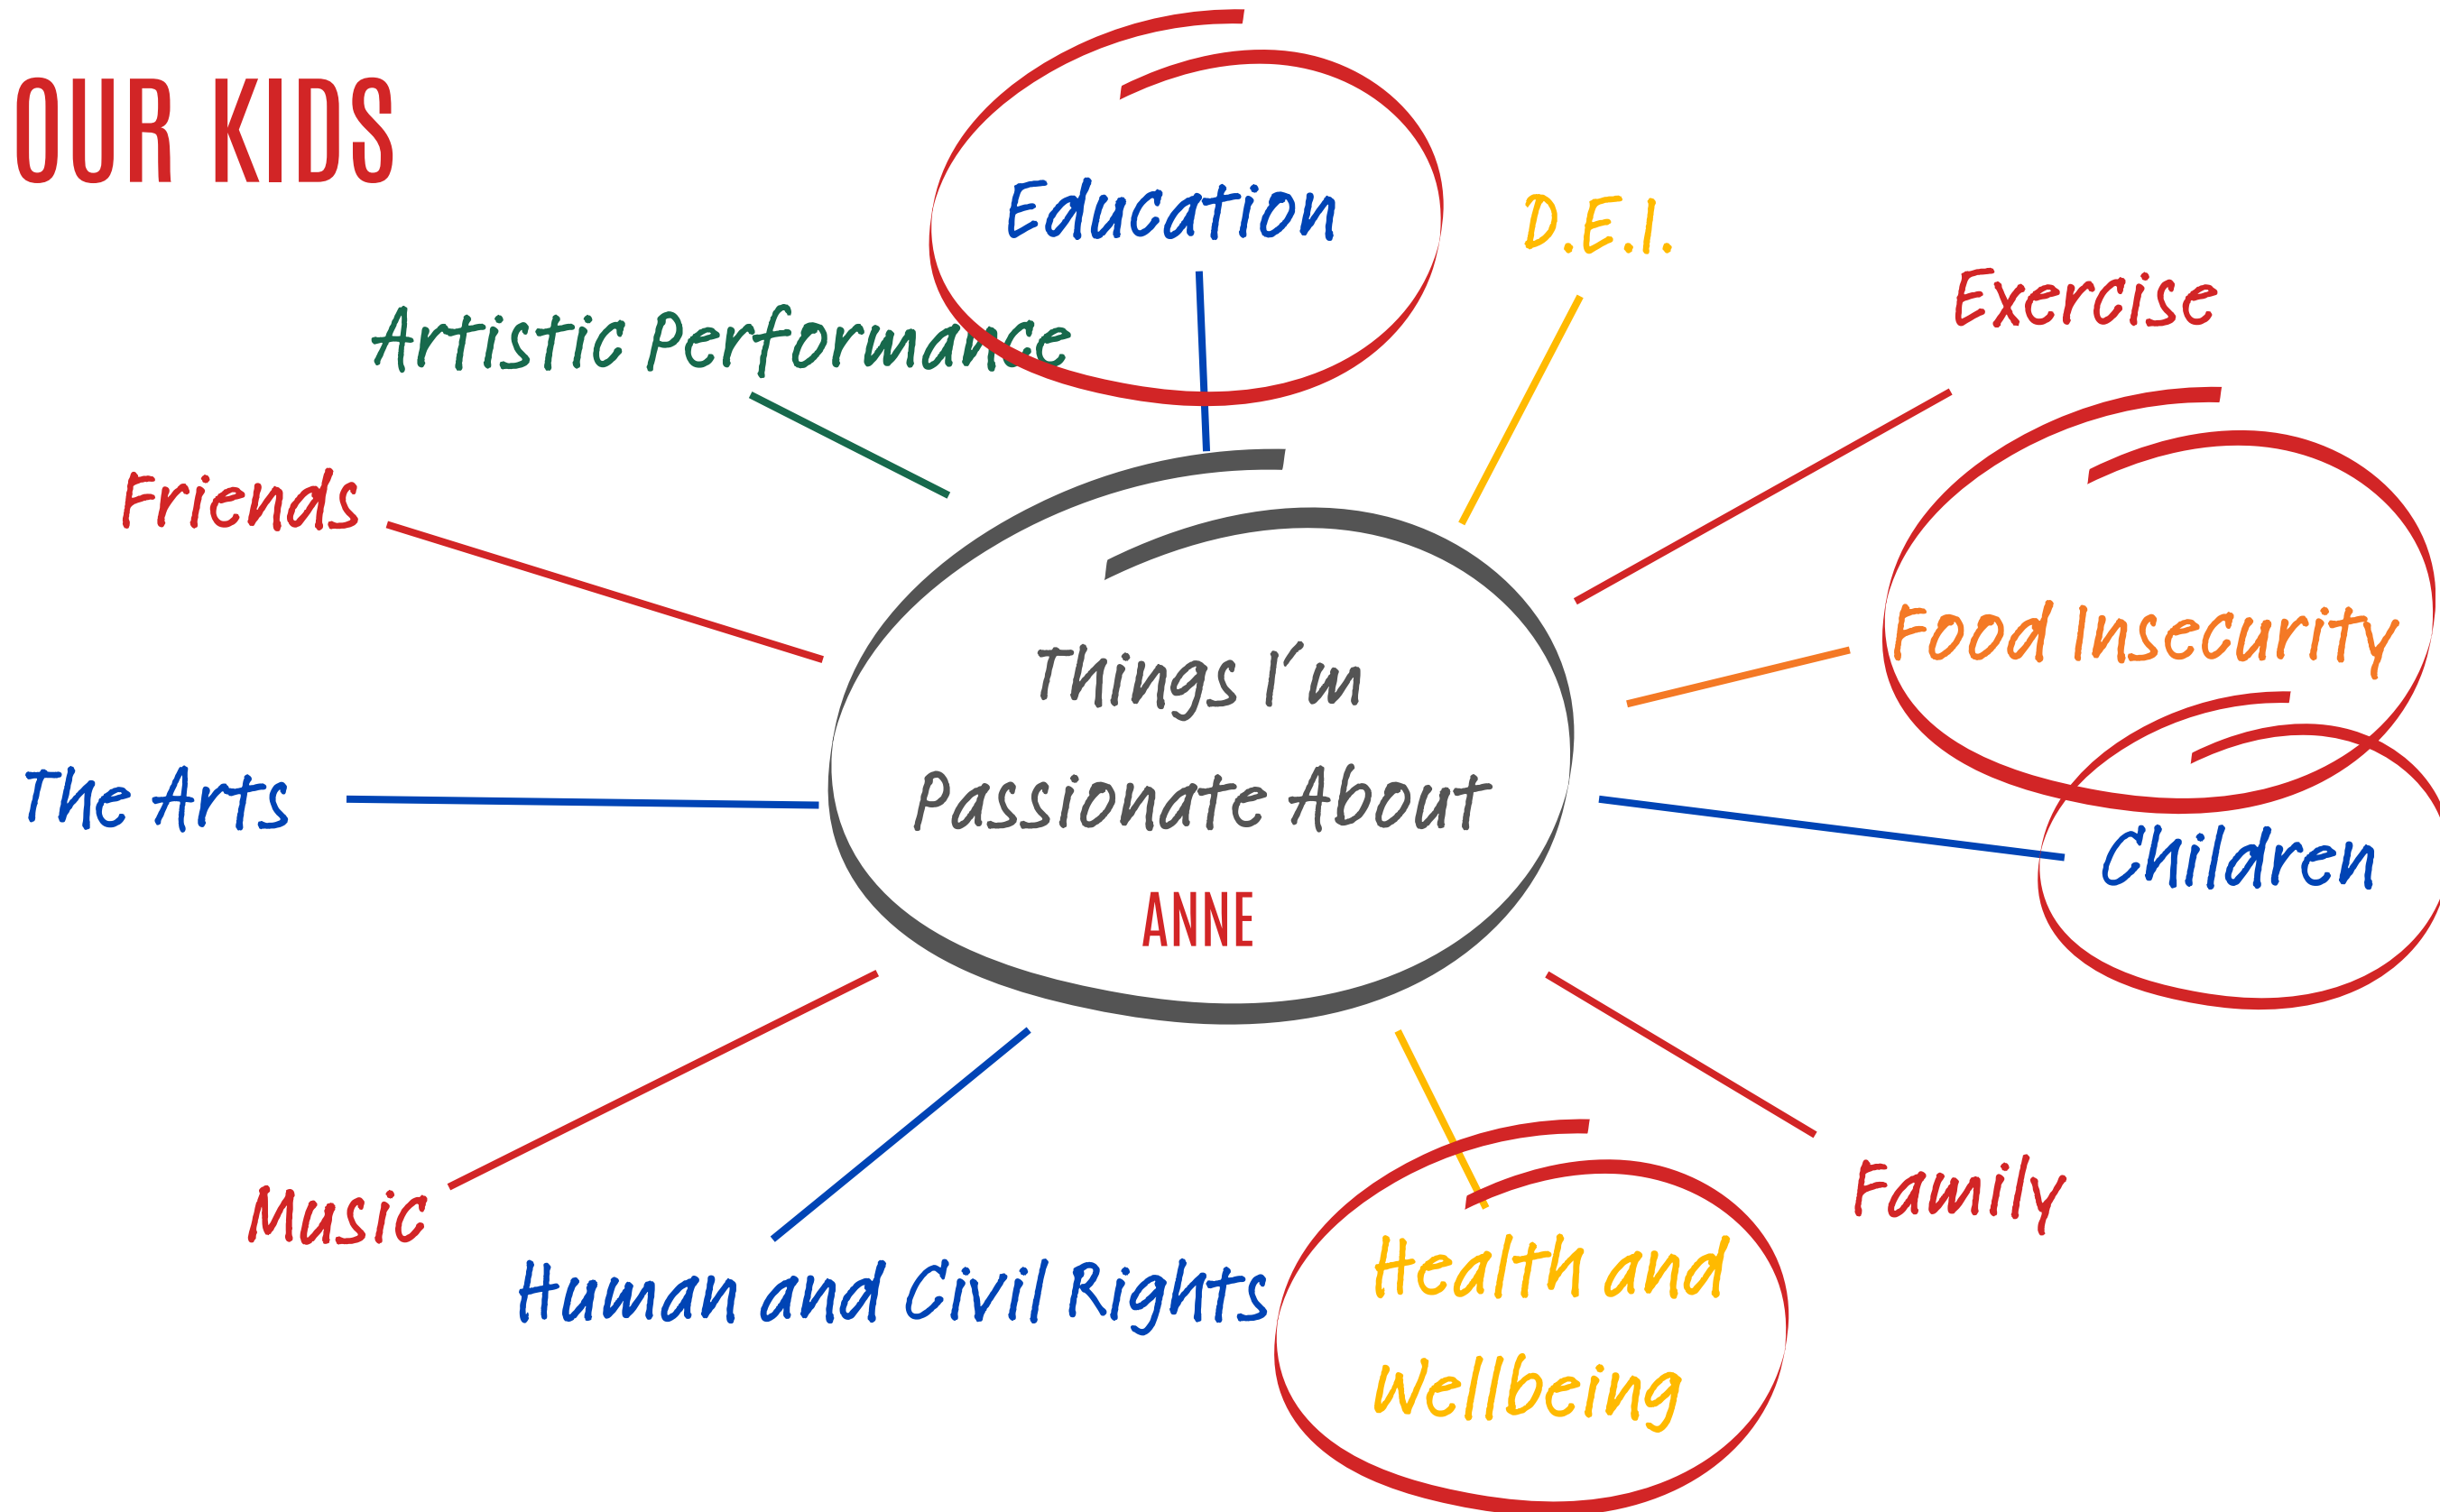 OUR KIDS
Education
D.E.I.
Exercise
Artistic Performance
Friends
Food Insecurity
Things I'm
Passionate About
ANNE
The Arts
Children
Music
Human and Civil Rights
Health and
Wellbeing
Family